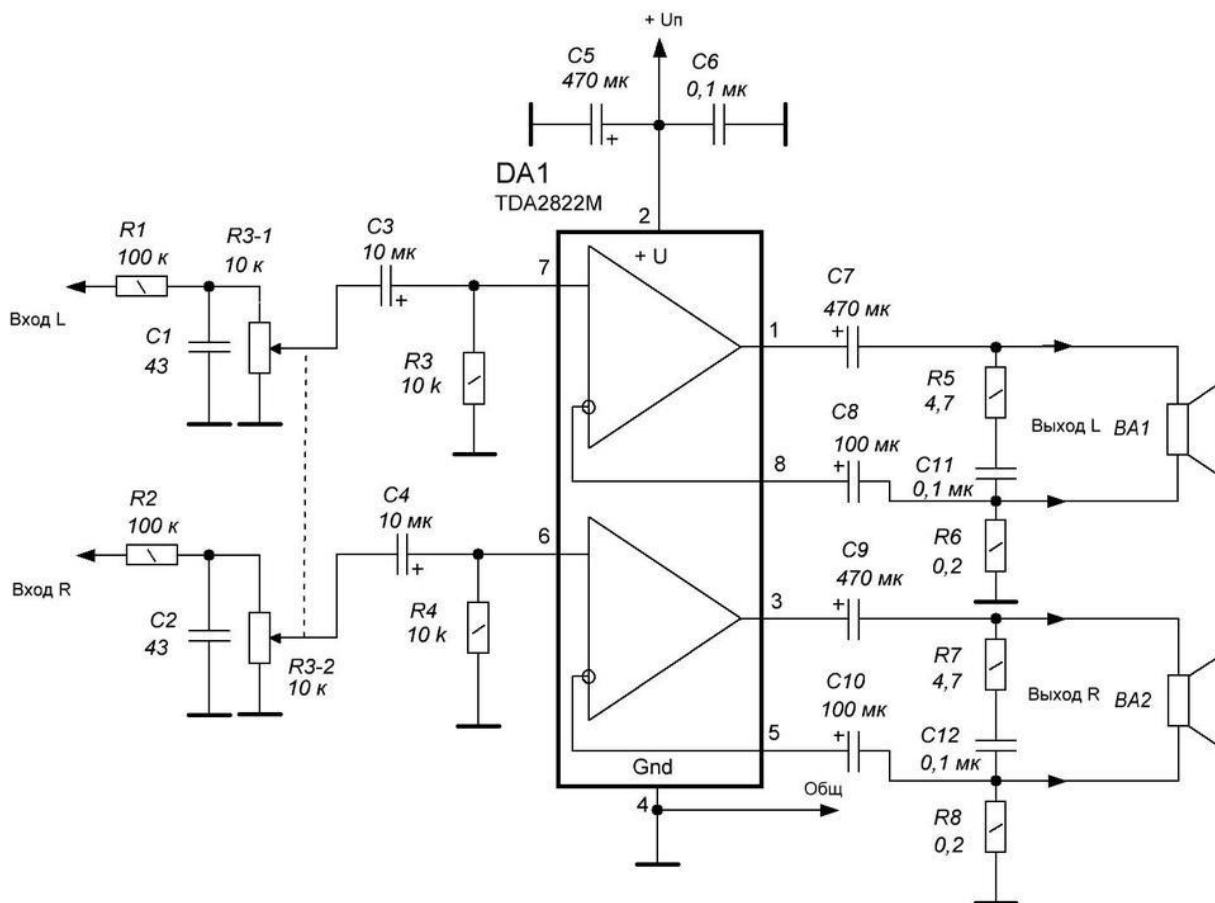 + Uп
C5
470 мк
C6
0,1 мк
DA1
TDA2822M
2
+ U
R1
100 к
R3-1
10 к
C3
10 мк
+
7
Вход L
C1
43
R3
10 k
C7
470 мк
+
1
R5
4,7
Выход L
BA1
C8
100 мк
+
8
C11
0,1 мк
R6
0,2
R2
100 к
C4
10 мк
+
6
Вход R
C2
43
R3-2
10 к
R4
10 k
C9
470 мк
+
3
R7
4,7
Выход R
BA2
C10
100 мк
+
5
C12
0,1 мк
R8
0,2
Gnd
4
Общ
+